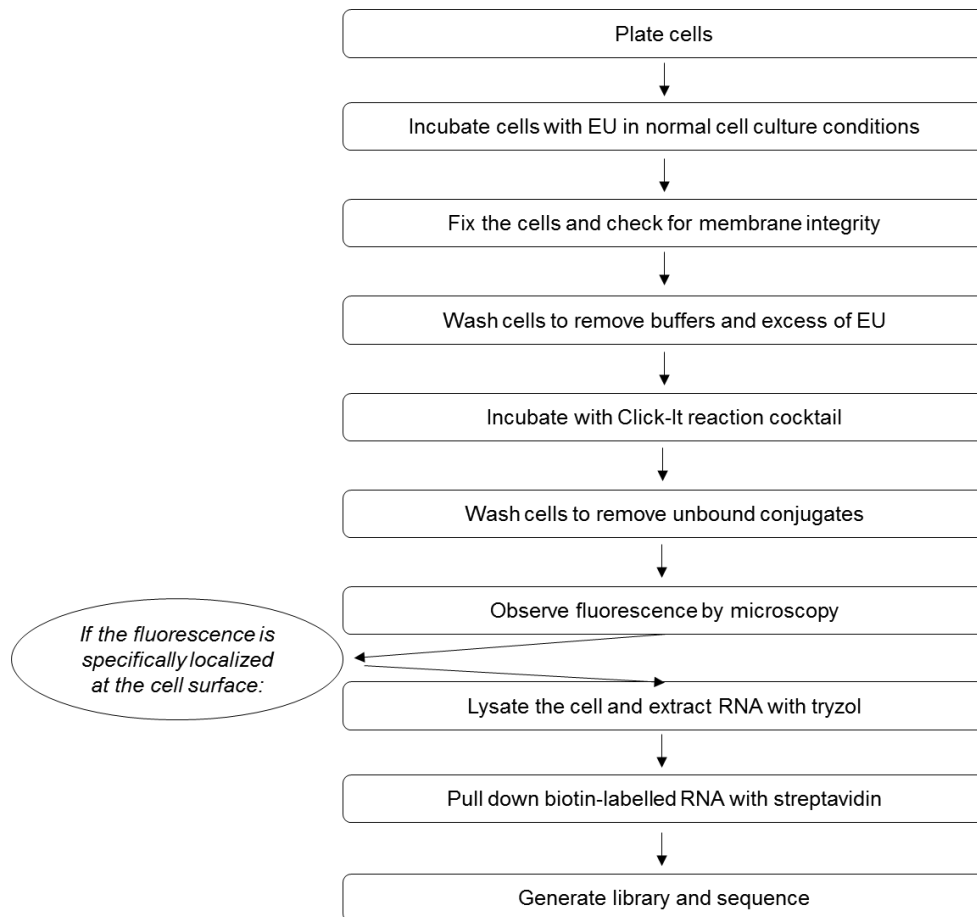 Plate cells
Incubate cells with EU in normal cell culture conditions
Fix the cells and check for membrane integrity
Wash cells to remove buffers and excess of EU
Incubate with Click-It reaction cocktail
Wash cells to remove unbound conjugates
Observe fluorescence by microscopy
If the fluorescence is
specifically localized
at the cell surface:
Lysate the cell and extract RNA with tryzol
Pull down biotin-labelled RNA with streptavidin
Generate library and sequence